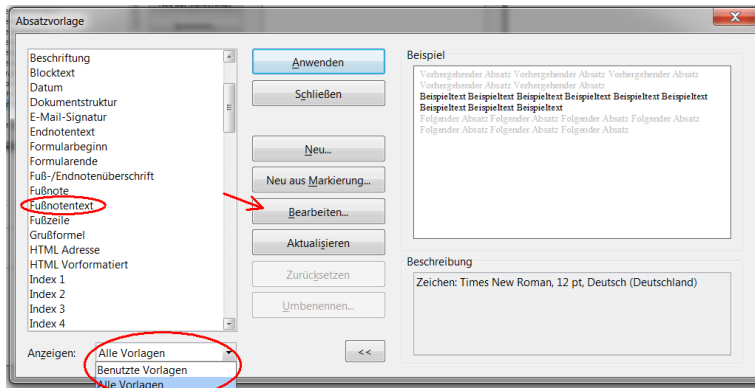 Absatzvorlage
Beschriftung
Blocktext
Datum
Dokumentstruktur
E-Mail-Signatur
Endnotentext
Formularbeginn
Formularende
Fuß-/Endnotenüberschrift
Fußnote
Fußnotentext
Fußzeile
Grußformel
HTML Adresse
HTML Vorformatiert
Index 1
Index 2
Index 3
Index 4
Anzeigen:
Alle Vorlagen
Benutzte Vorlagen
Alle Vorlagen
Anwenden
Schließen
Neu...
Neu aus Markierung...
Bearbeiten...
Aktualisieren
Zurücksetzen
Umbenennen...
<<
Beispiel
Vorhergehender Absatz Vorhergehender Absatz Vorhergehender Absatz
Vorhergehender Absatz Vorhergehender Absatz
Beispieltext Beispieltext Beispieltext Beispieltext Beispieltext Beispieltext
Beispieltext Beispieltext Beispieltext
Folgender Absatz Folgender Absatz Folgender Absatz Folgender Absatz
Folgender Absatz Folgender Absatz Folgender Absatz
Beschreibung
Zeichen: Times New Roman, 12 pt, Deutsch (Deutschland)